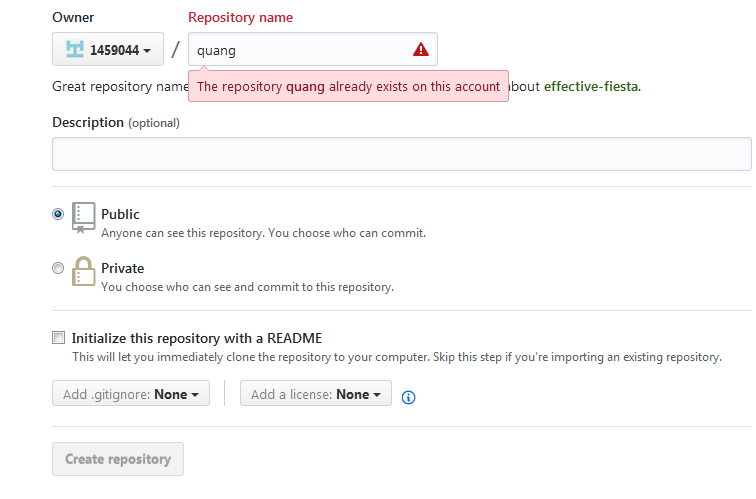 Owner Repository name
1459044 / quang
Great repository name
The repository quang already exists on this account
bout effective-fiesta.
Description (optional)
Public
Anyone can see this repository. You choose who can commit.
Private
You choose who can see and commit to this repository.
Initialize this repository with a README
This will let you immediately clone the repository to your computer. Skip this step if you’re importing an existing repository.
Add .gitignore: None Add a license: None
Create repository